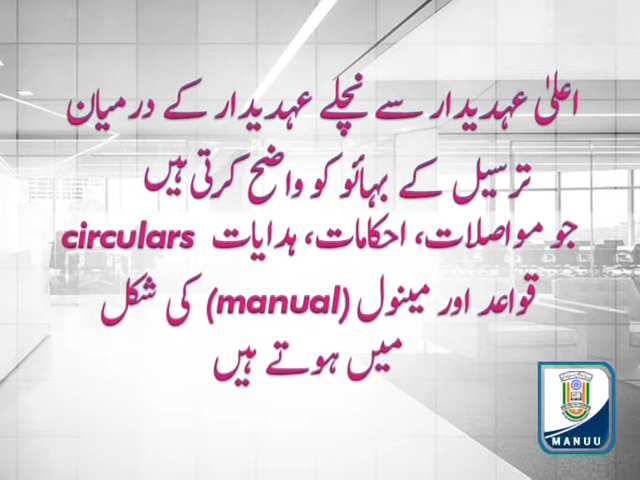 اعلیٰ عہدیدار سے نچلے عہدیدار کے درمیان
ترسیل کے بہائو کو واضح کرتی ہیں
جو مواصلات، احکامات، ہدایات circulars
قواعد اور مینول (manual) کی شکل
میں ہوتے ہیں
MANUU